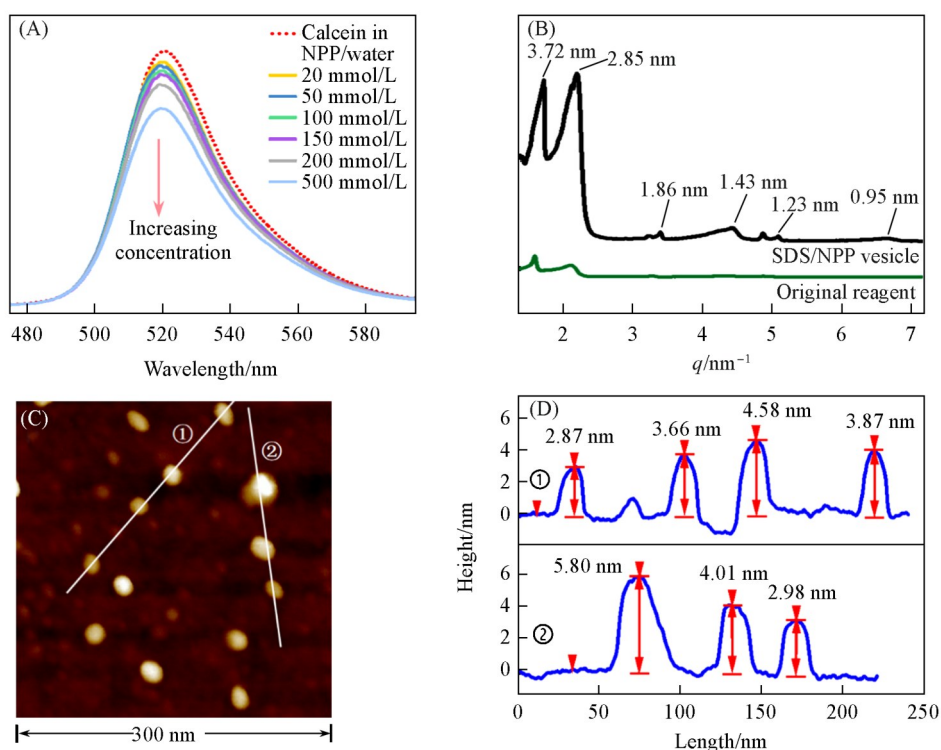 (A)
Calcein in
NPP/water
20 mmol/L
50 mmol/L
100 mmol/L
150 mmol/L
200 mmol/L
500 mmol/L
Increasing
concentration
480 500 520 540 560 580
Wavelength/nm
(B)
3.72 nm
2.85 nm
1.86 nm
1.43 nm
1.23 nm
0.95 nm
SDS/NPP vesicle
Original reagent
2 3 4 5 6 7
q/nm⁻¹
(C)
①
②
300 nm
(D)
6
4
2
0
2.87 nm
3.66 nm
4.58 nm
3.87 nm
①
Height/nm
6
4
2
0
5.80 nm
4.01 nm
2.98 nm
②
0 50 100 150 200 250
Length/nm